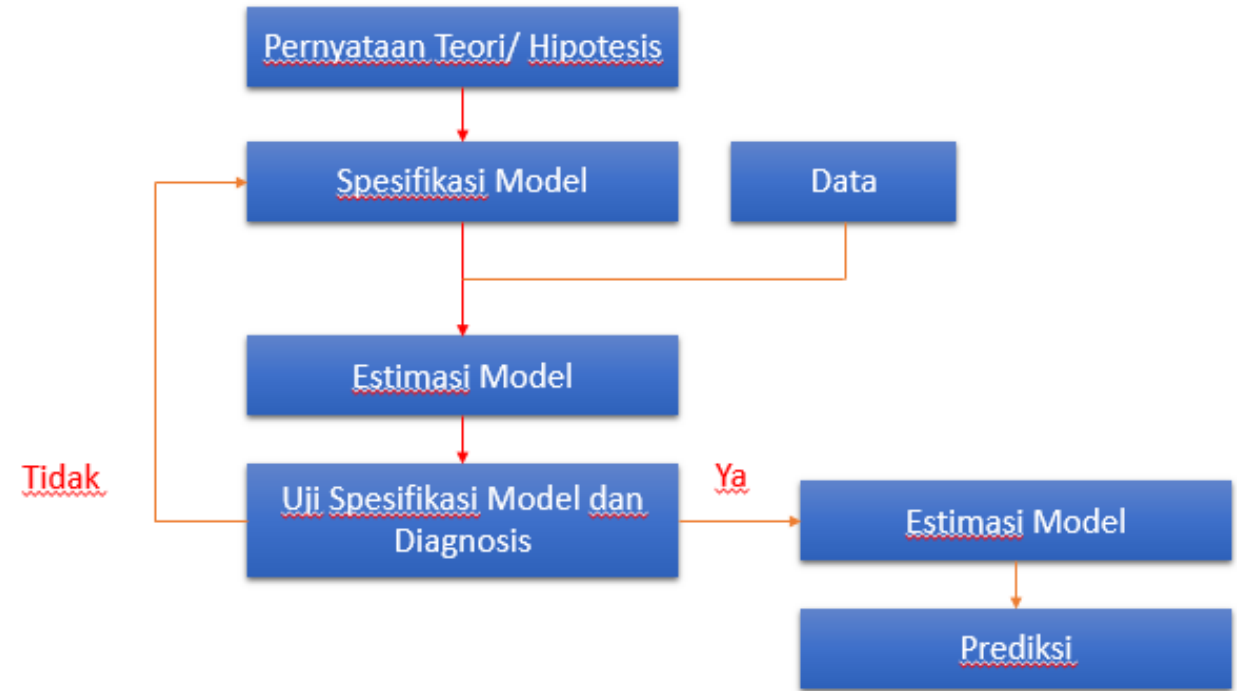 Pernyataan Teori/ Hipotesis
Spesifikasi Model
Data
Estimasi Model
Tidak
Uji Spesifikasi Model dan
Diagnosis
Ya
Estimasi Model
Prediksi